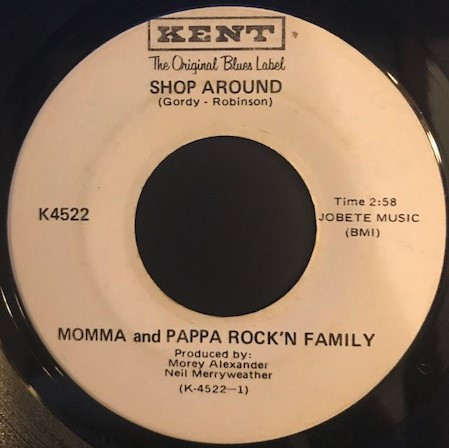 KENT
The Original Blues Label
SHOP AROUND
(Gordy - Robinson)
K4522
Time 2:58
JOBETE MUSIC
(BMI)
MOMMA and PAPPA ROCK'N FAMILY
Produced by:
Morey Alexander
Neil Merryweather
(K-4522—1)